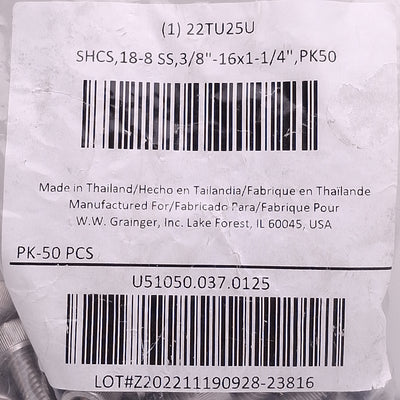 (1) 22TU25U
SHCS,18-8 SS,3/8"-16x1-1/4",PK50
Made in Thailand/Hecho en Tailandia/Fabrique en Thaïlande
Manufactured For/Fabricado Para/Fabrique Pour
W.W. Grainger, Inc. Lake Forest, IL 60045, USA
PK-50 PCS
U51050.037.0125
LOT#Z202211190928-23816